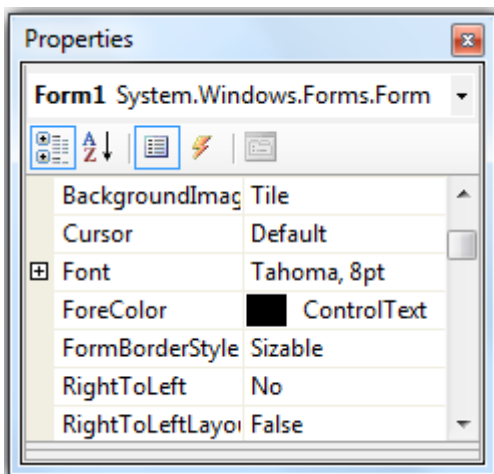 Properties
Form1 System.Windows.Forms.Form
A
Z
BackgroundImag Tile
Cursor Default
Font Tahoma, 8pt
ForeColor ControlText
FormBorderStyle Sizable
RightToLeft No
RightToLeftLayou False